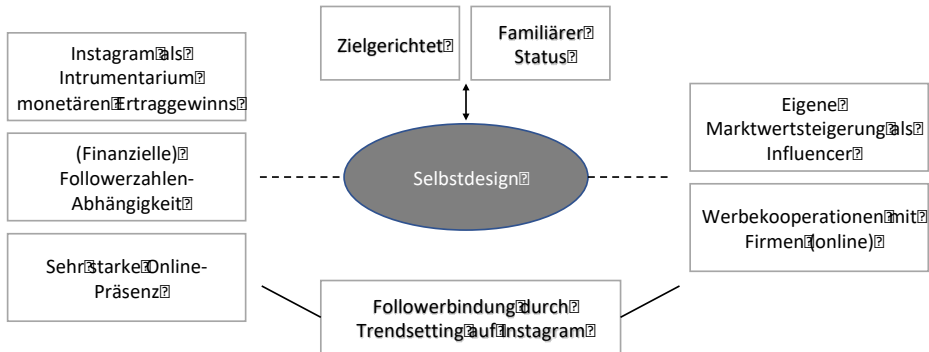 Instagram als
Intrumentarium
monetären Ertraggewinns
(Finanzielle)
Followerzahlen-
Abhängigkeit
Sehr starke Online-
Präsenz
Zielgerichtet
Familiärer
Status
Selbstdesign
Followerbindung durch
Trendsetting auf Instagram
Eigene
Marktwertsteigerung als
Influencer
Werbekooperationen mit
Firmen (online)